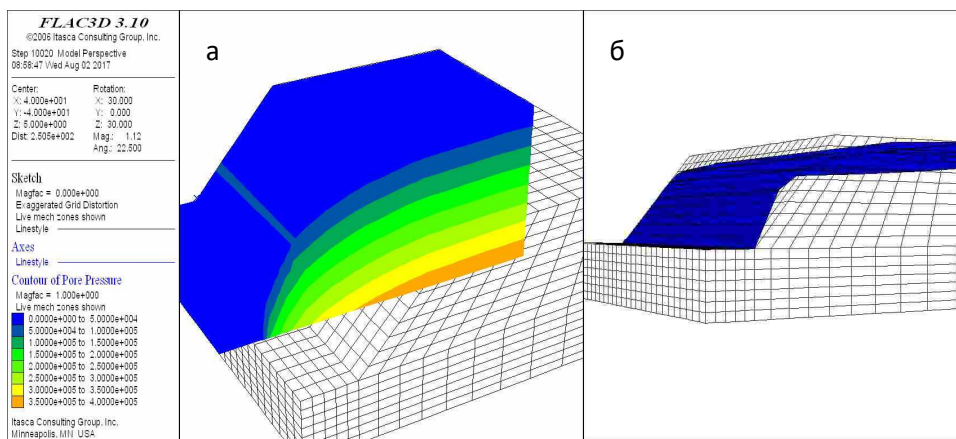 FLAC3D 3.10
©2006 Itasca Consulting Group, Inc.
Step 10020 Model Perspective
08:58:47 Wed Aug 02 2017
Center: Rotation:
X: 4.000e+001 X: 30.000
Y: -4.000e+001 Y: 0.000
Z: 5.000e+000 Z: 30.000
Dist: 2.505e+002 Mag.: 1.12
Ang.: 22.500
Sketch
Magfac = 0.000e+000
Exaggerated Grid Distortion
Live mech zones shown
Linestyle
Axes
Linestyle
Contour of Pore Pressure
Magfac = 1.000e+000
Live mech zones shown
0.0000e+000 to 5.0000e+004
5.0000e+004 to 1.0000e+005
1.0000e+005 to 1.5000e+005
1.5000e+005 to 2.0000e+005
2.0000e+005 to 2.5000e+005
2.5000e+005 to 3.0000e+005
3.0000e+005 to 3.5000e+005
3.5000e+005 to 4.0000e+005
Itasca Consulting Group, Inc.
Minneapolis, MN USA
а
б